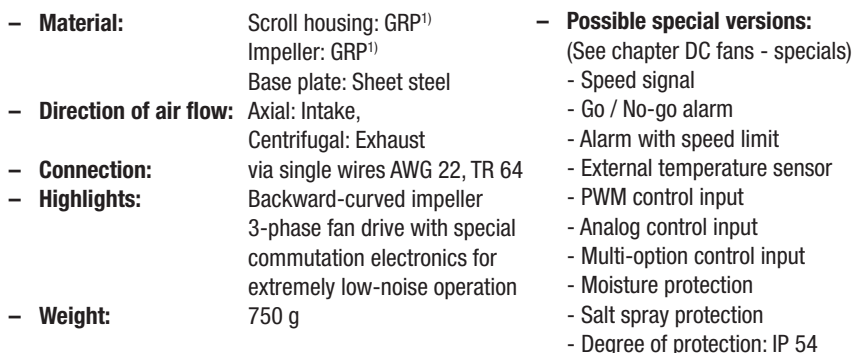 – Material: Scroll housing: GRP1)
Impeller: GRP1)
Base plate: Sheet steel
– Direction of air flow: Axial: Intake,
Centrifugal: Exhaust
– Connection: via single wires AWG 22, TR 64
– Highlights: Backward-curved impeller
3-phase fan drive with special
commutation electronics for
extremely low-noise operation
– Weight: 750 g
– Possible special versions:
(See chapter DC fans - specials)
- Speed signal
- Go / No-go alarm
- Alarm with speed limit
- External temperature sensor
- PWM control input
- Analog control input
- Multi-option control input
- Moisture protection
- Salt spray protection
- Degree of protection: IP 54